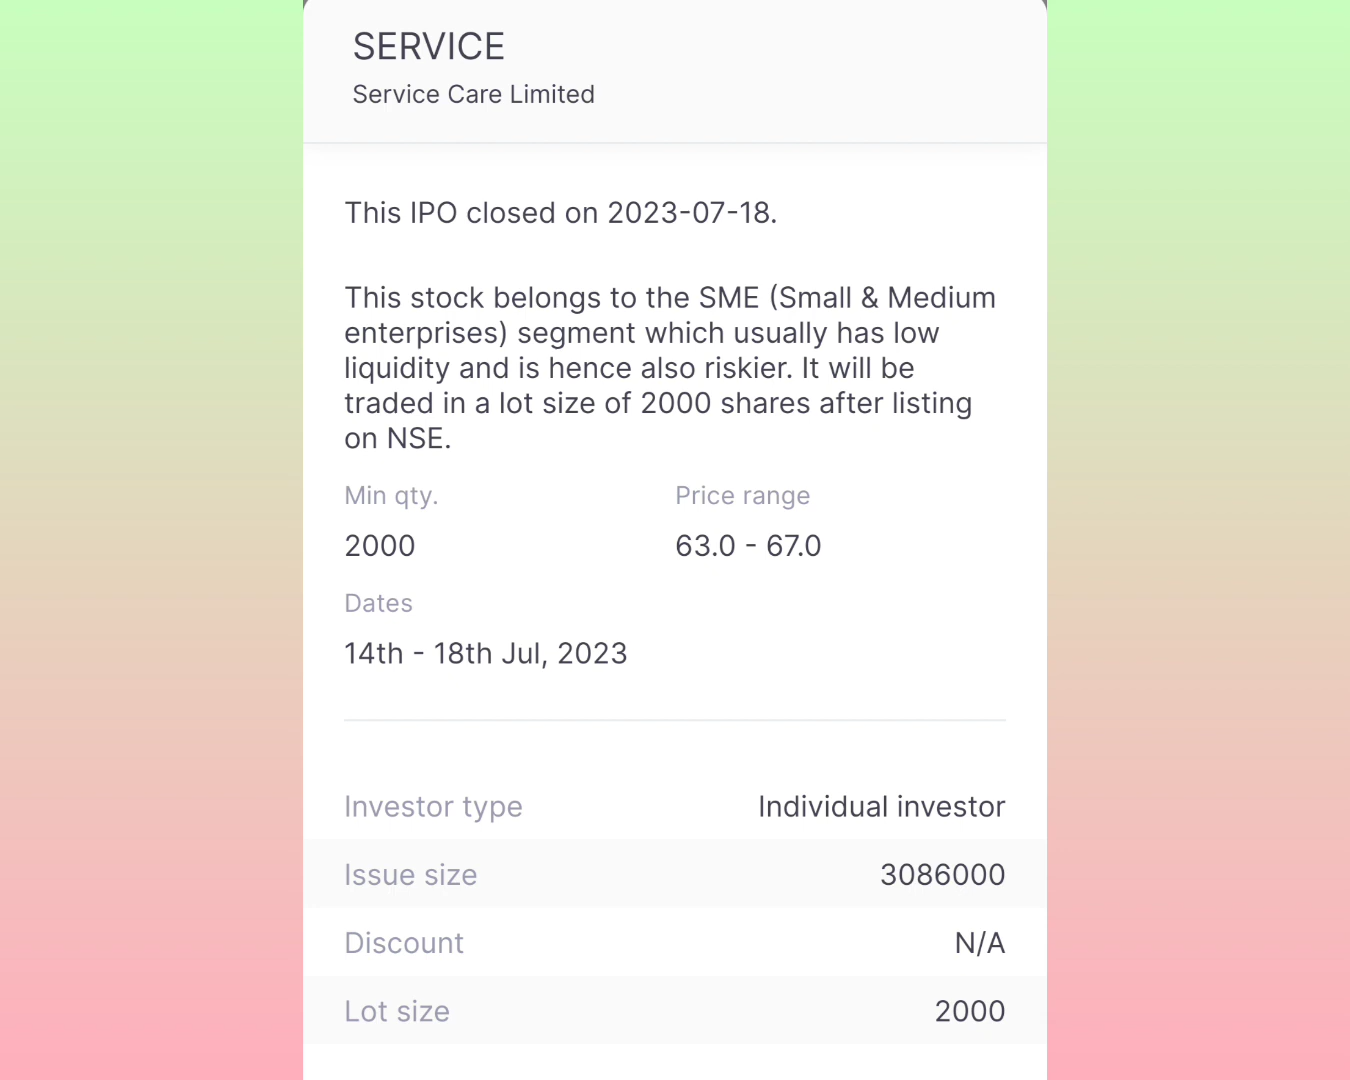 SERVICE
Service Care Limited
This IPO closed on 2023-07-18.
This stock belongs to the SME (Small & Medium
enterprises) segment which usually has low
liquidity and is hence also riskier. It will be
traded in a lot size of 2000 shares after listing
on NSE.
Min qty.
2000
Price range
63.0 - 67.0
Dates
14th - 18th Jul, 2023
Investor type
Individual investor
Issue size
3086000
Discount
N/A
Lot size
2000